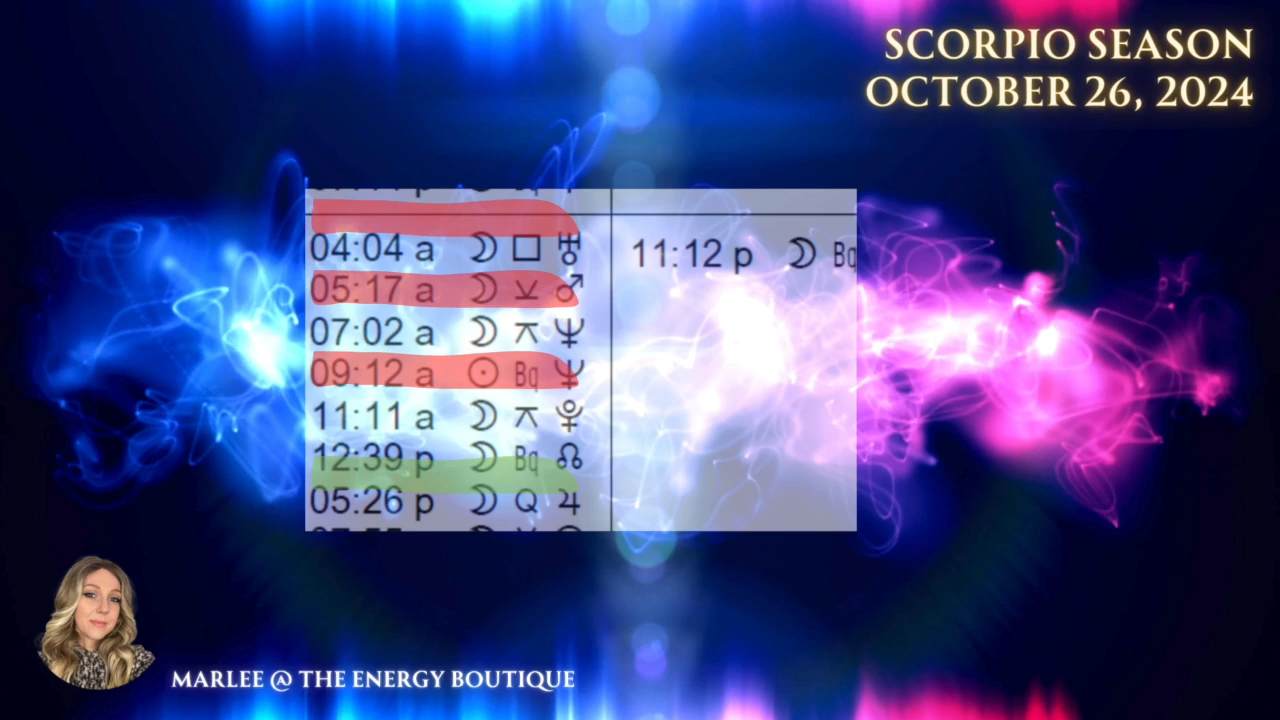 SCORPIO SEASON
OCTOBER 26, 2024
04:04 a ☽ □ ♅
05:17 a ☽ ⚺ ♂
07:02 a ☽ ⚻ ♆
09:12 a ☉ Bq ♆
11:11 a ☽ ⚻ ⯓
12:39 p ☽ Bq ☊
05:26 p ☽ Q ♃
11:12 p ☽ Bq
MARLEE @ THE ENERGY BOUTIQUE